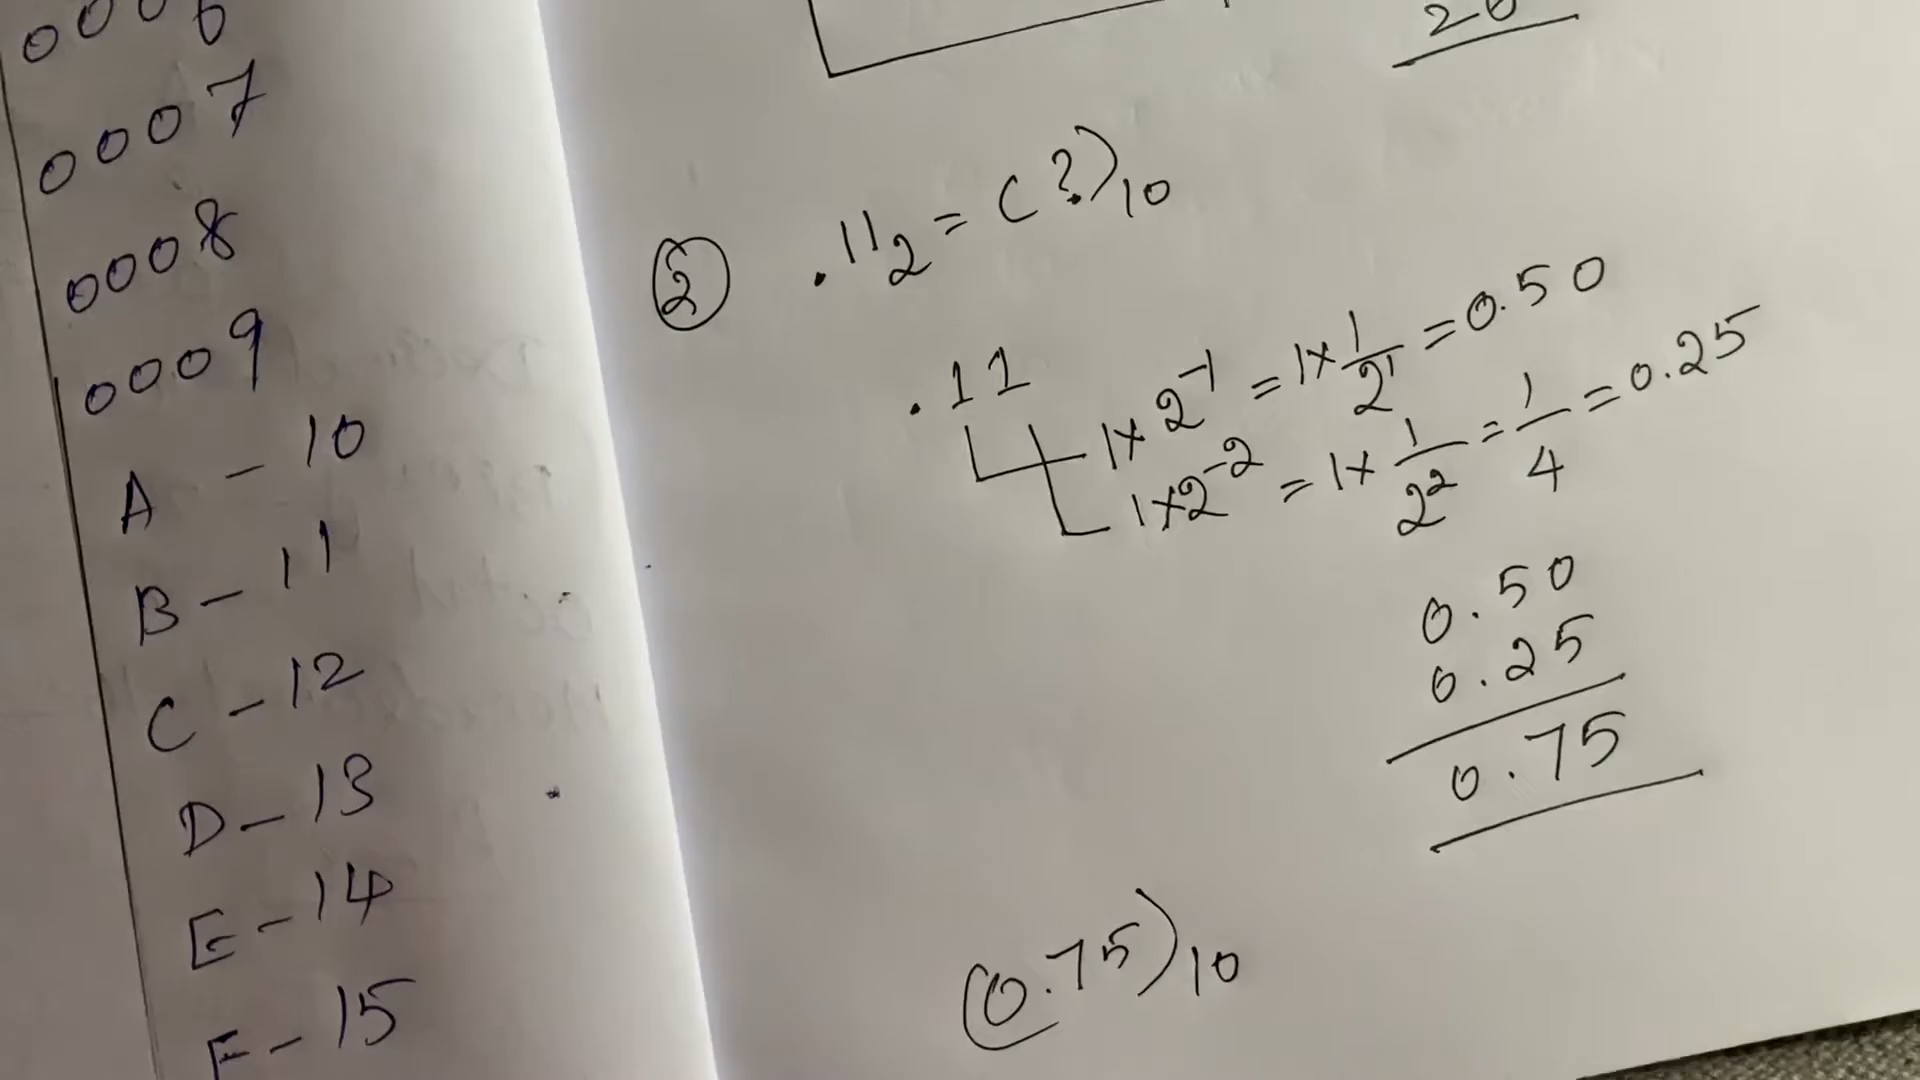 0006
0007
0008
0009
A - 10
B - 11
C - 12
D - 13
E - 14
F - 15
20
② .11₂ = (?)₁₀
.11
1×2⁻¹ = 1×1/2¹ = 0.50
1×2⁻² = 1×1/2² = 1/4 = 0.25
0.50
0.25
0.75
(0.75)₁₀